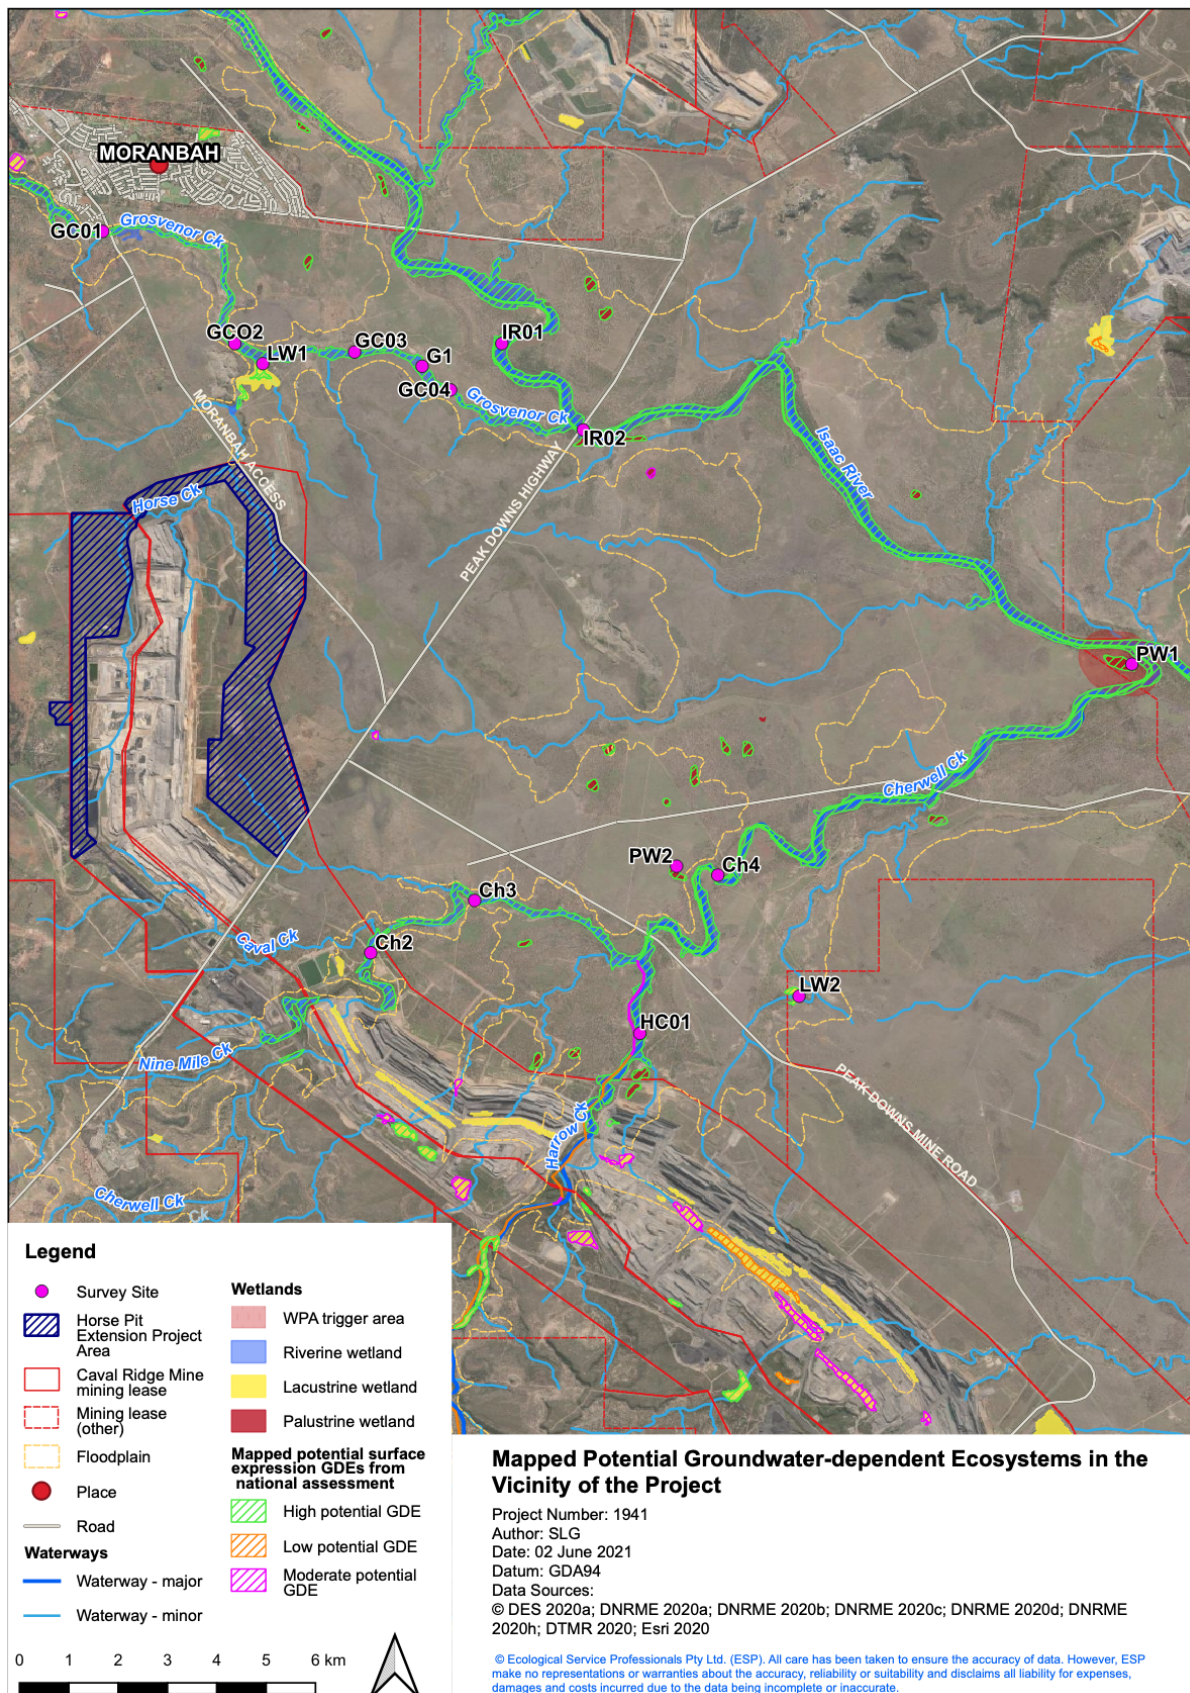 MORANBAH
GC01
Grosvenor Ck
GCO2
LW1
GC03
G1
GC04
IR01
Grosvenor Ck
IR02
MORANBAH ACCESS
PEAK DOWNS HIGHWAY
Isaac River
Horse Ck
PW1
Cherwell Ck
PW2
Ch4
Ch3
Ch2
Caval Ck
LW2
HC01
Nine Mile Ck
PEAK DOWNS MINE ROAD
Harrow Ck
Cherwell Ck
Ck
Legend
Survey Site
Horse Pit
Extension Project
Area
Caval Ridge Mine
mining lease
Mining lease
(other)
Floodplain
Place
Road
Waterways
Waterway - major
Waterway - minor
Wetlands
WPA trigger area
Riverine wetland
Lacustrine wetland
Palustrine wetland
Mapped potential surface
expression GDEs from
national assessment
High potential GDE
Low potential GDE
Moderate potential
GDE
0 1 2 3 4 5 6 km
Mapped Potential Groundwater-dependent Ecosystems in the
Vicinity of the Project
Project Number: 1941
Author: SLG
Date: 02 June 2021
Datum: GDA94
Data Sources:
© DES 2020a; DNRME 2020a; DNRME 2020b; DNRME 2020c; DNRME 2020d; DNRME
2020h; DTMR 2020; Esri 2020
© Ecological Service Professionals Pty Ltd. (ESP). All care has been taken to ensure the accuracy of data. However, ESP
make no representations or warranties about the accuracy, reliability or suitability and disclaims all liability for expenses,
damages and costs incurred due to the data being incomplete or inaccurate.